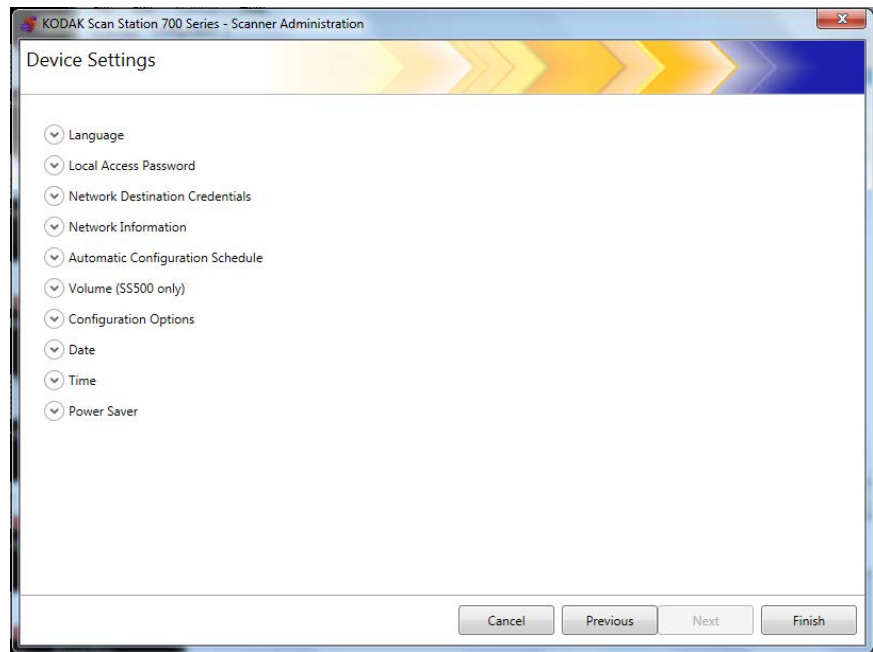 KODAK Scan Station 700 Series - Scanner Administration
Device Settings
Language
Local Access Password
Network Destination Credentials
Network Information
Automatic Configuration Schedule
Volume (SS500 only)
Configuration Options
Date
Time
Power Saver
Cancel Previous Next Finish